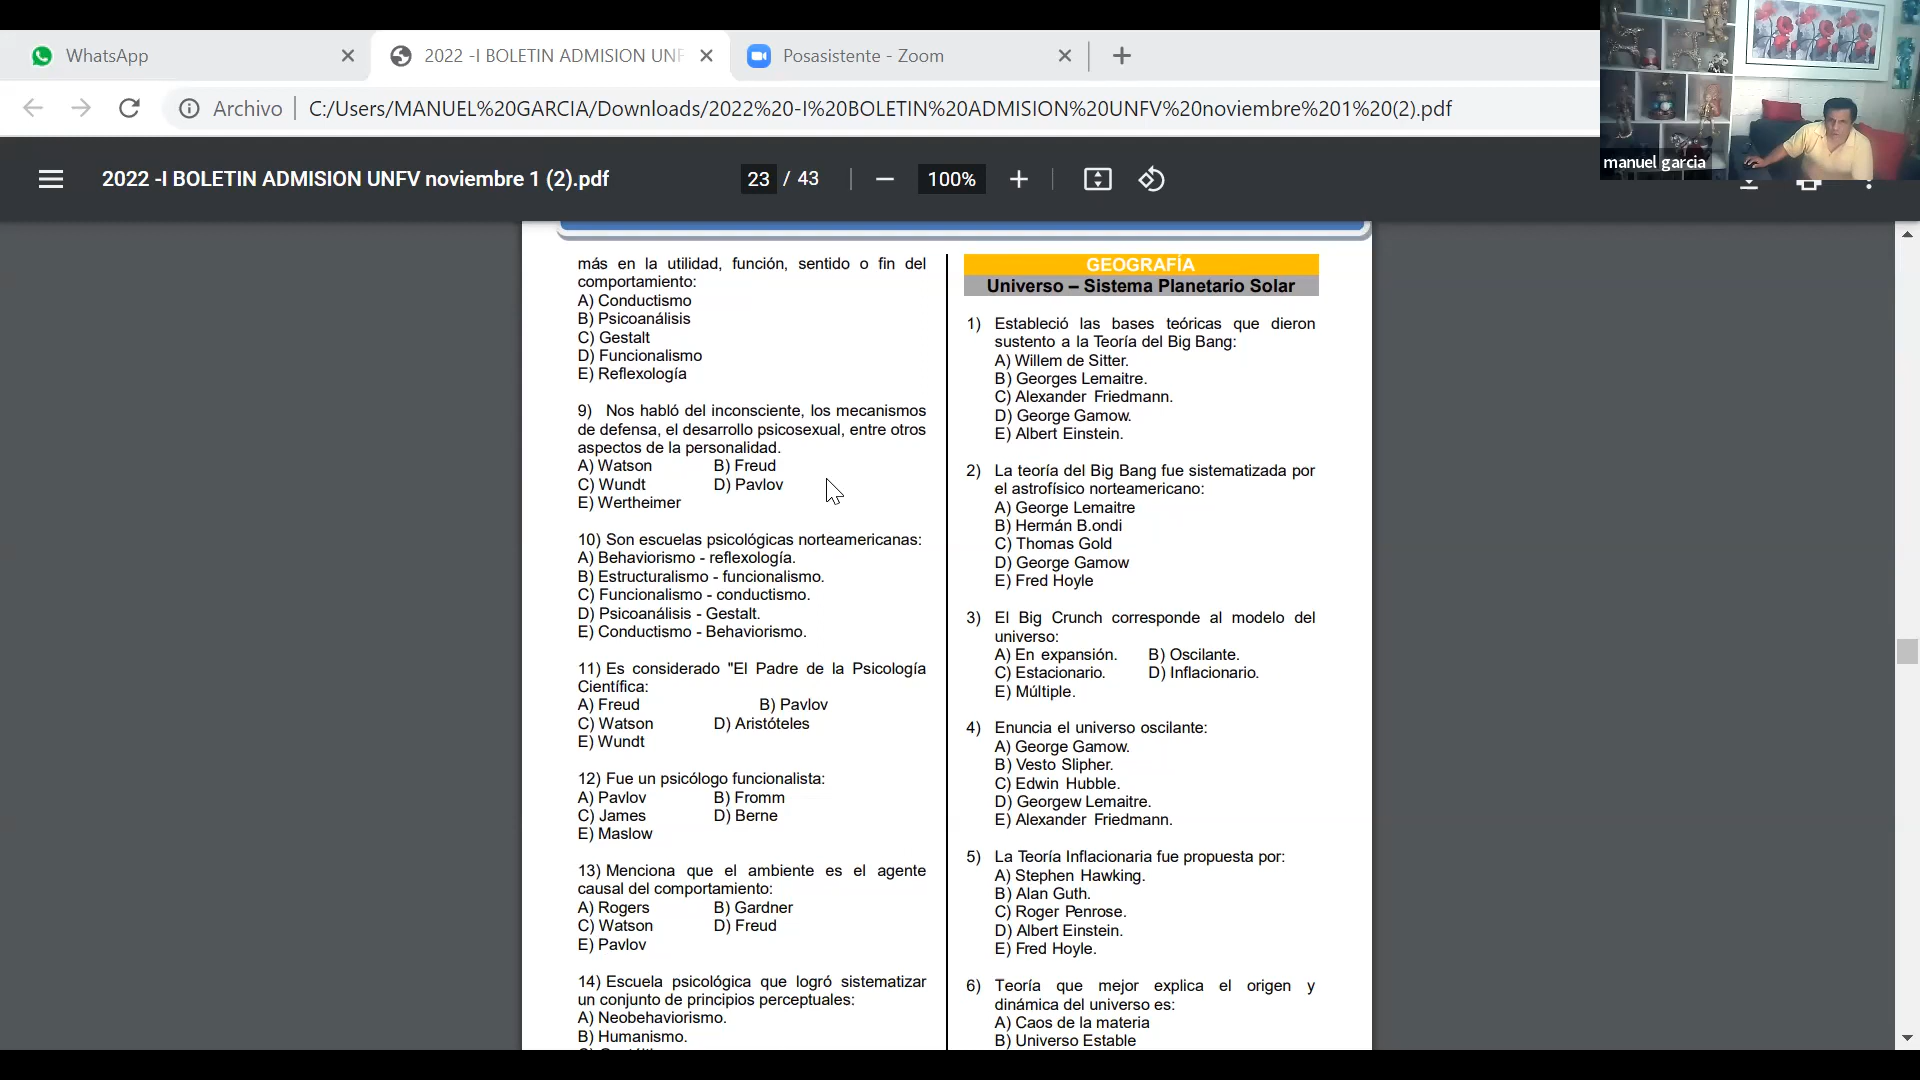 WhatsApp
2022 -I BOLETIN ADMISION UNF
Posasistente - Zoom
Archivo
C:/Users/MANUEL%20GARCIA/Downloads/2022%20-I%20BOLETIN%20ADMISION%20UNFV%20noviembre%201%20(2).pdf
manuel garcia
2022 -I BOLETIN ADMISION UNFV noviembre 1 (2).pdf
23 / 43
100%
más en la utilidad, función, sentido o fin del
comportamiento:
A) Conductismo
B) Psicoanálisis
C) Gestalt
D) Funcionalismo
E) Reflexología
9) Nos habló del inconsciente, los mecanismos
de defensa, el desarrollo psicosexual, entre otros
aspectos de la personalidad.
A) Watson B) Freud
C) Wundt D) Pavlov
E) Wertheimer
10) Son escuelas psicológicas norteamericanas:
A) Behaviorismo - reflexología.
B) Estructuralismo - funcionalismo.
C) Funcionalismo - conductismo.
D) Psicoanálisis - Gestalt.
E) Conductismo - Behaviorismo.
11) Es considerado "El Padre de la Psicología
Científica:
A) Freud B) Pavlov
C) Watson D) Aristóteles
E) Wundt
12) Fue un psicólogo funcionalista:
A) Pavlov B) Fromm
C) James D) Berne
E) Maslow
13) Menciona que el ambiente es el agente
causal del comportamiento:
A) Rogers B) Gardner
C) Watson D) Freud
E) Pavlov
14) Escuela psicológica que logró sistematizar
un conjunto de principios perceptuales:
A) Neobehaviorismo.
B) Humanismo.
GEOGRAFÍA
Universo – Sistema Planetario Solar
1) Estableció las bases teóricas que dieron
sustento a la Teoría del Big Bang:
A) Willem de Sitter.
B) Georges Lemaitre.
C) Alexander Friedmann.
D) George Gamow.
E) Albert Einstein.
2) La teoría del Big Bang fue sistematizada por
el astrofísico norteamericano:
A) George Lemaitre
B) Hermán B.ondi
C) Thomas Gold
D) George Gamow
E) Fred Hoyle
3) El Big Crunch corresponde al modelo del
universo:
A) En expansión. B) Oscilante.
C) Estacionario. D) Inflacionario.
E) Múltiple.
4) Enuncia el universo oscilante:
A) George Gamow.
B) Vesto Slipher.
C) Edwin Hubble.
D) Georgew Lemaitre.
E) Alexander Friedmann.
5) La Teoría Inflacionaria fue propuesta por:
A) Stephen Hawking.
B) Alan Guth.
C) Roger Penrose.
D) Albert Einstein.
E) Fred Hoyle.
6) Teoría que mejor explica el origen y
dinámica del universo es:
A) Caos de la materia
B) Universo Estable